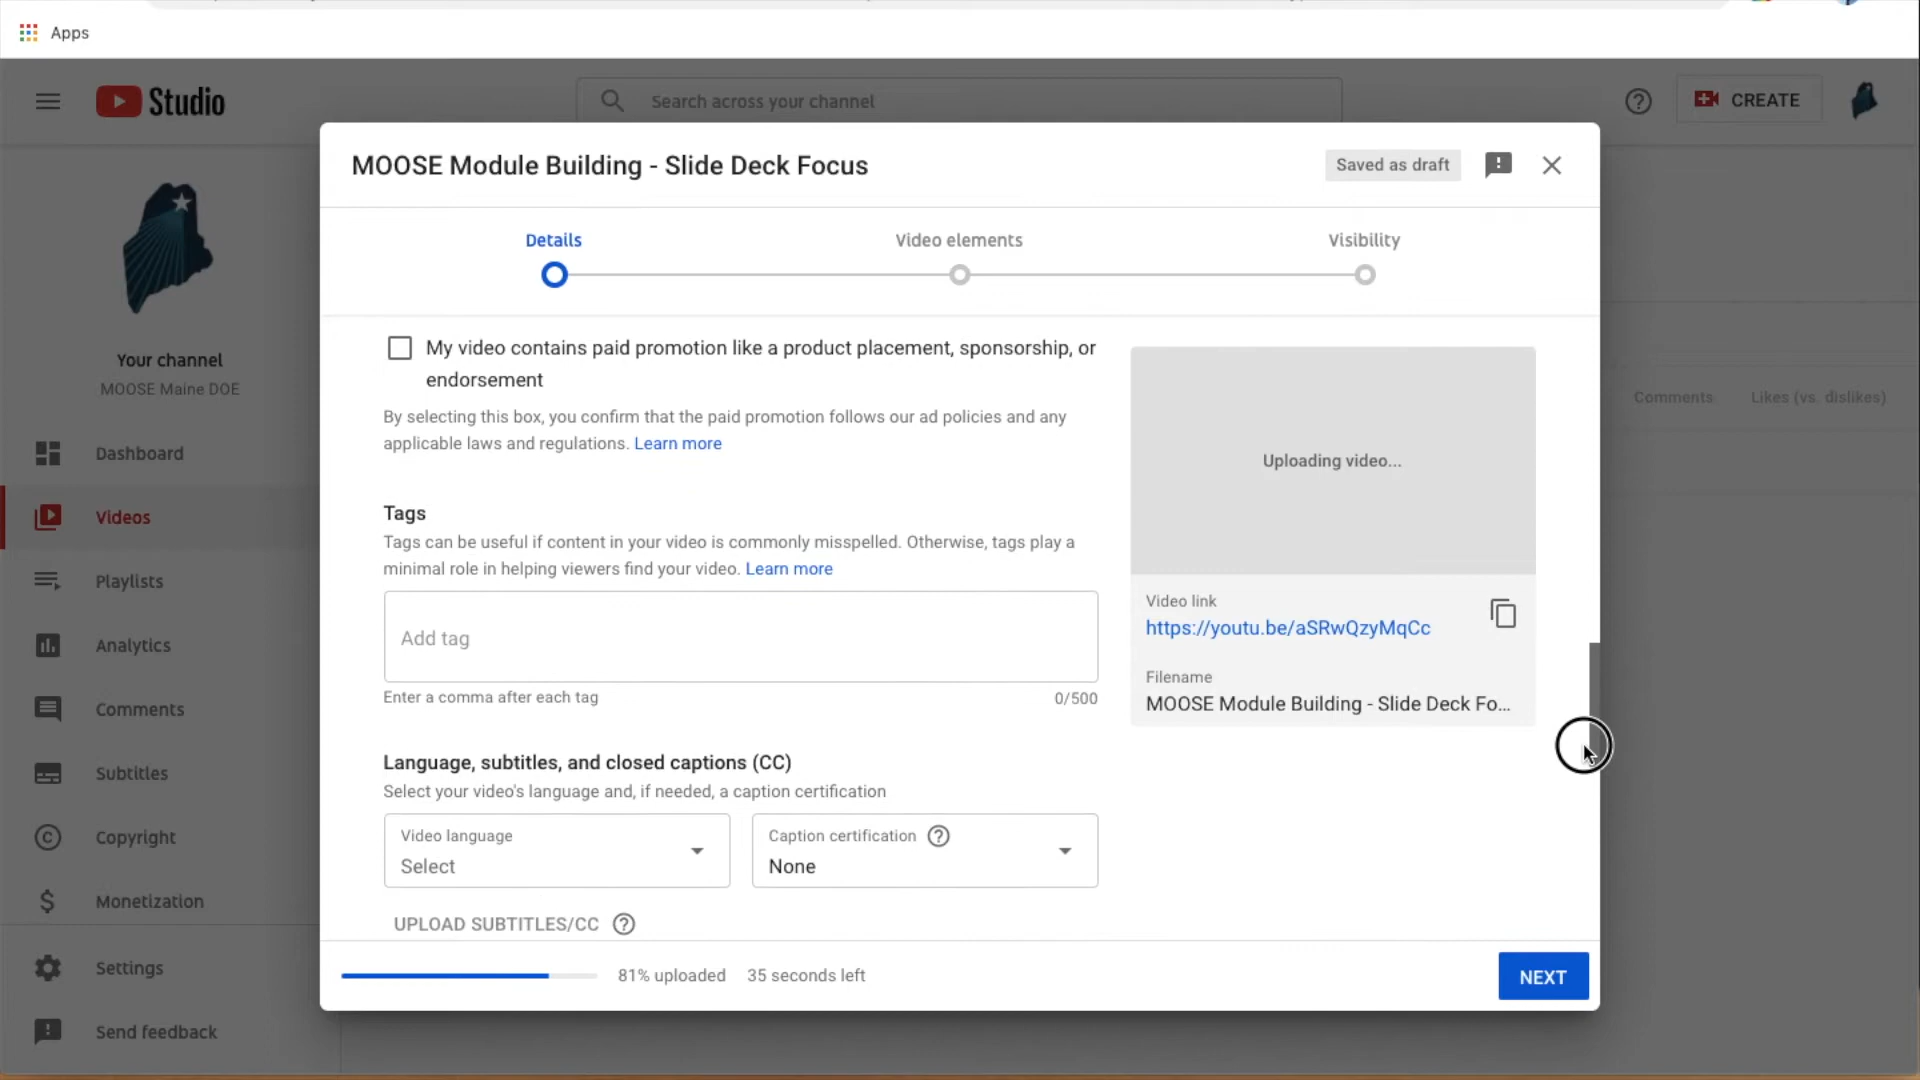 Apps
Studio
Search across your channel
CREATE
MOOSE Module Building - Slide Deck Focus
Saved as draft
Details
Video elements
Visibility
Your channel
MOOSE Maine DOE
Dashboard
Videos
Playlists
Analytics
Comments
Subtitles
Copyright
Monetization
Settings
Send feedback
My video contains paid promotion like a product placement, sponsorship, or
endorsement
By selecting this box, you confirm that the paid promotion follows our ad policies and any
applicable laws and regulations. Learn more
Tags
Tags can be useful if content in your video is commonly misspelled. Otherwise, tags play a
minimal role in helping viewers find your video. Learn more
Add tag
Enter a comma after each tag
0/500
Language, subtitles, and closed captions (CC)
Select your video's language and, if needed, a caption certification
Video language
Select
Caption certification
None
UPLOAD SUBTITLES/CC
Uploading video...
Video link
https://youtu.be/aSRwQzyMqCc
Filename
MOOSE Module Building - Slide Deck Fo...
Comments
Likes (vs. dislikes)
81% uploaded
35 seconds left
NEXT